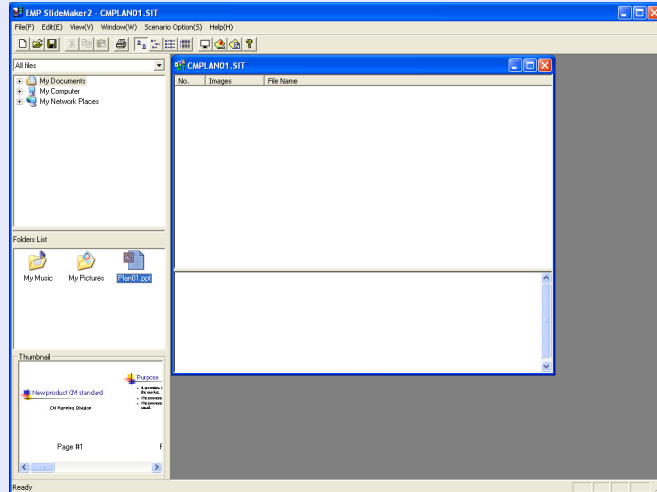 EMP SlideMaker2 - CMPLAN01.SIT
File(F) Edit(E) View(V) Window(W) Scenario Option(S) Help(H)
All files
My Documents
My Computer
My Network Places
Folders List
My Music My Pictures Plan01.ppt
Thumbnail
New product CM standard
CM Planning Division
Page #1
Purpose
CMPLAN01.SIT
No. Images File Name
Ready